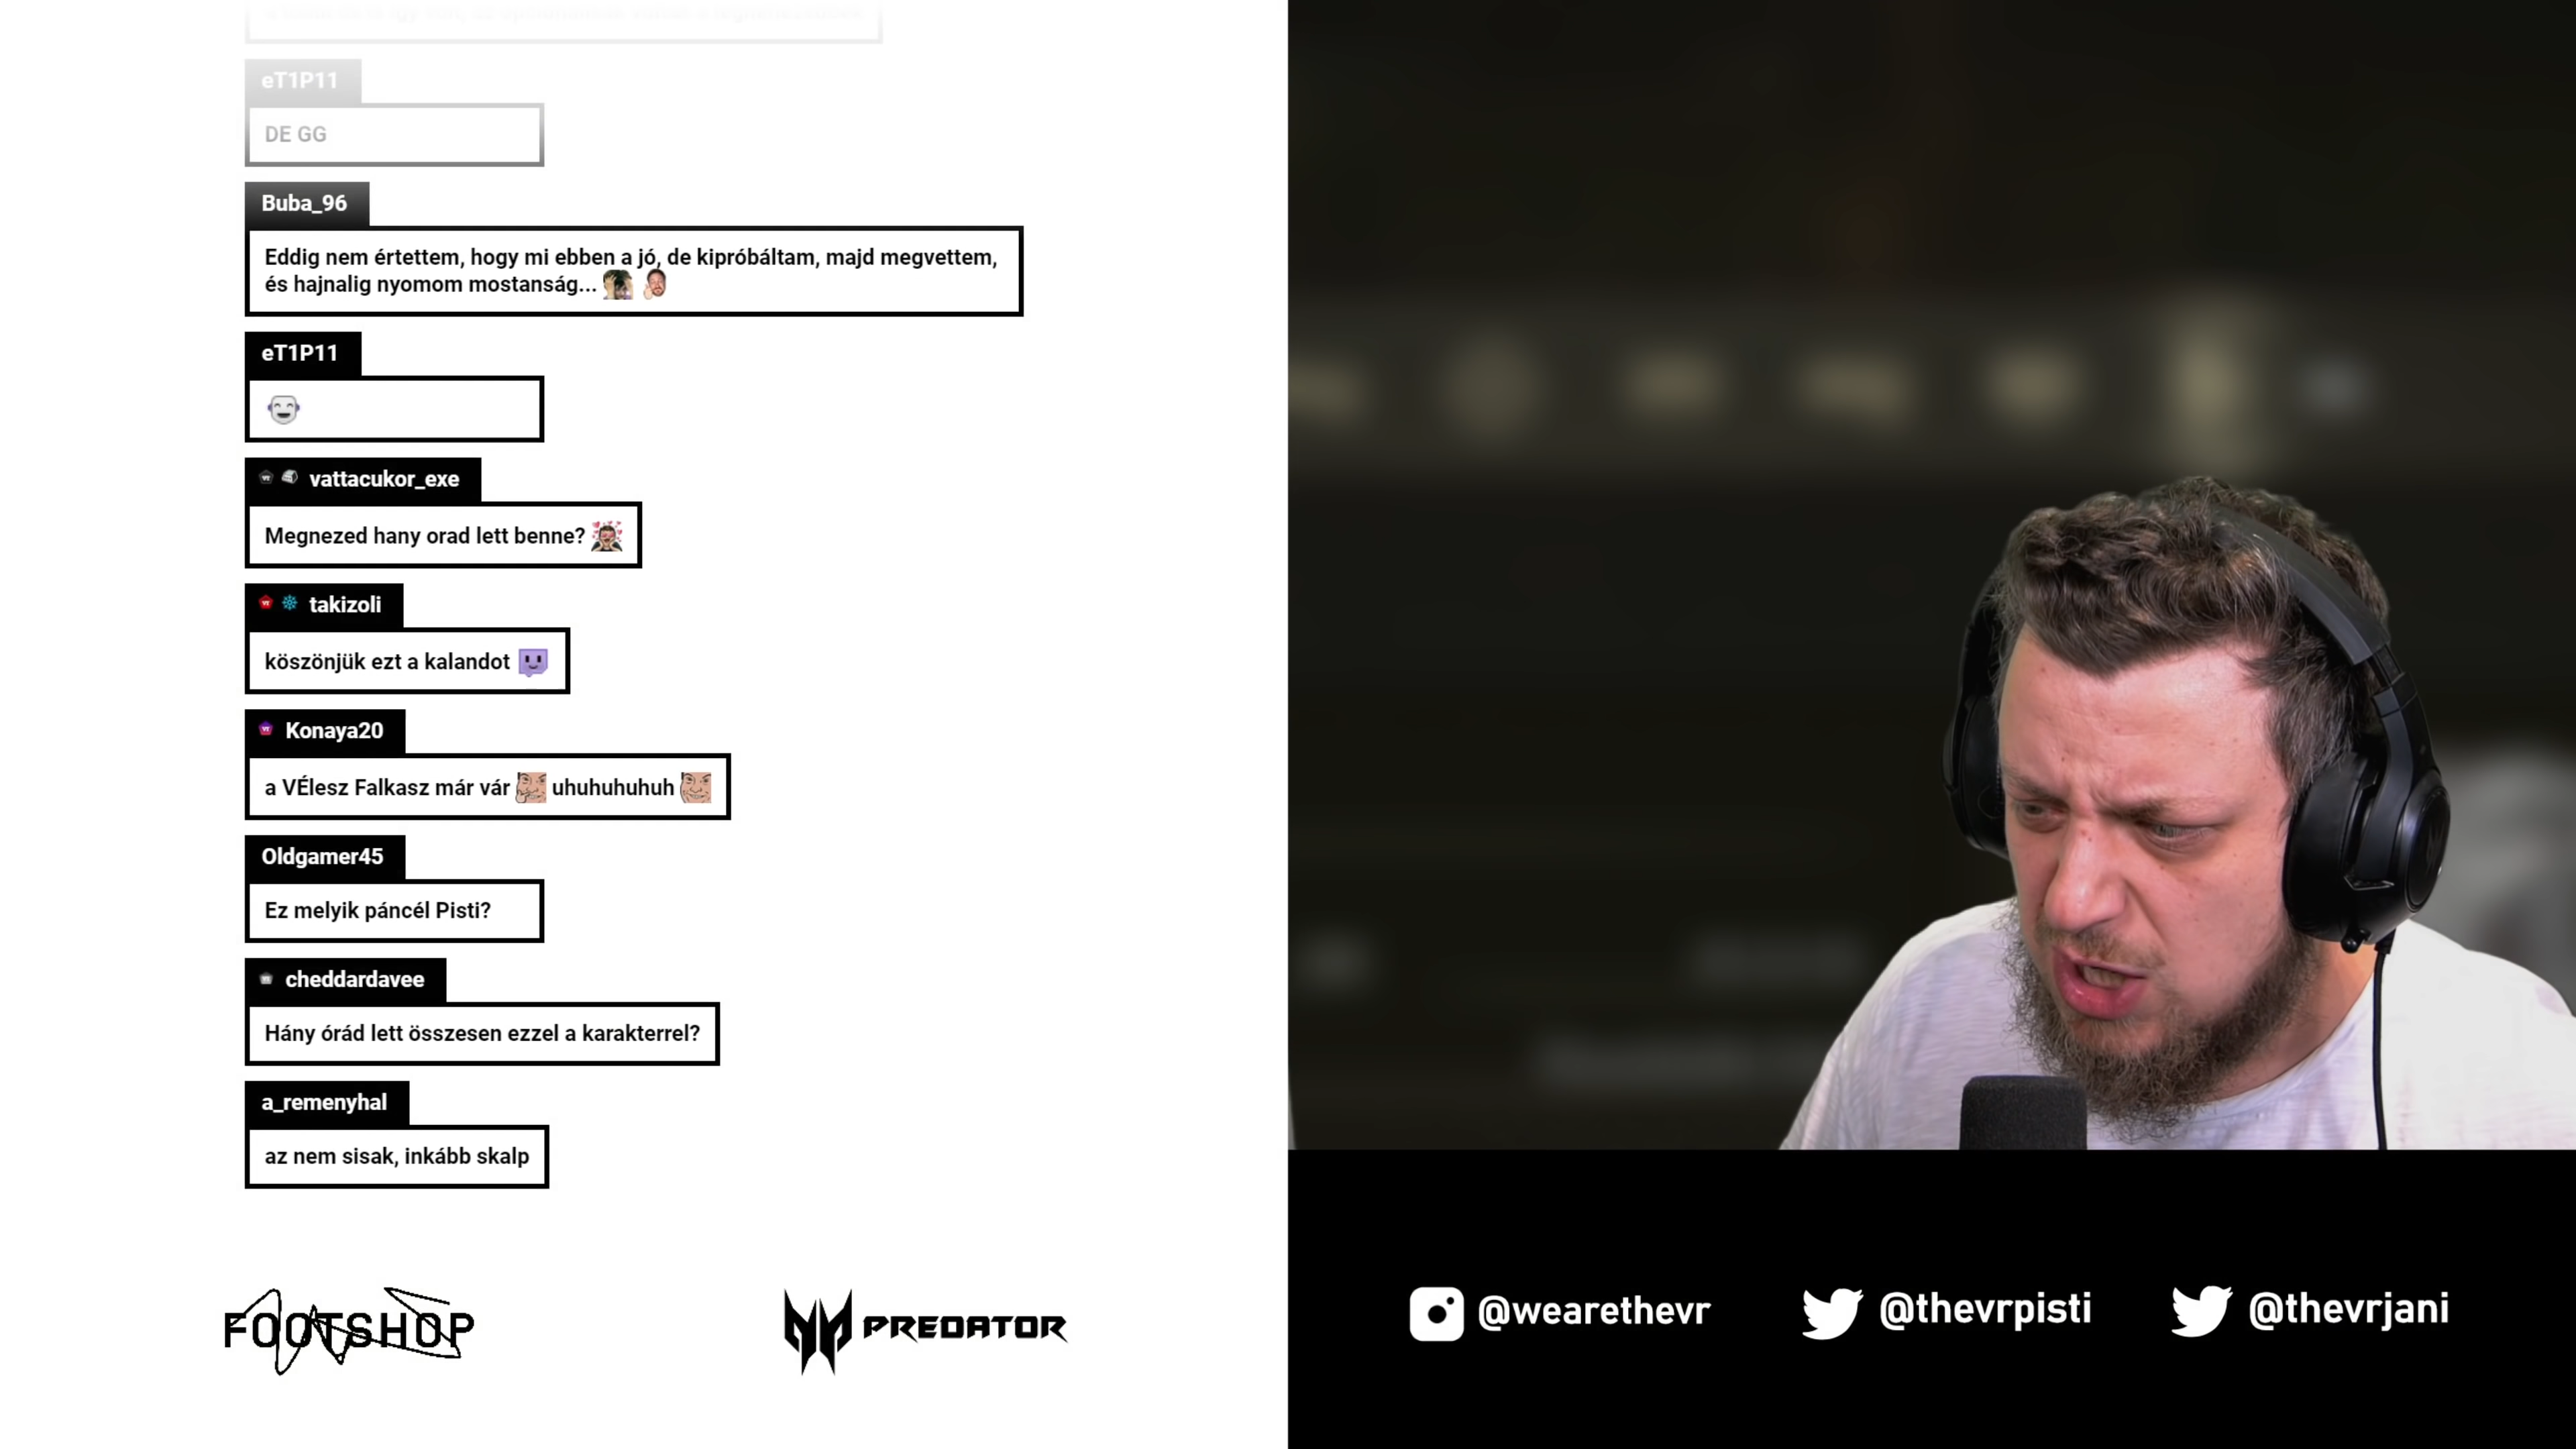 eT1P11
DE GG
Buba_96
Eddig nem értettem, hogy mi ebben a jó, de kipróbáltam, majd megvettem,
és hajnalig nyomom mostanság...
eT1P11
vattacukor_exe
Megnezed hany orad lett benne?
takizoli
köszönjük ezt a kalandot
Konaya20
a VÉlesz Falkasz már vár uhuhuhuhuh
Oldgamer45
Ez melyik páncél Pisti?
cheddardavee
Hány órád lett összesen ezzel a karakterrel?
a_remenyhal
az nem sisak, inkább skalp
FOOTSHOP
PREDATOR
@wearethevr
@thevrpisti
@thevrjani